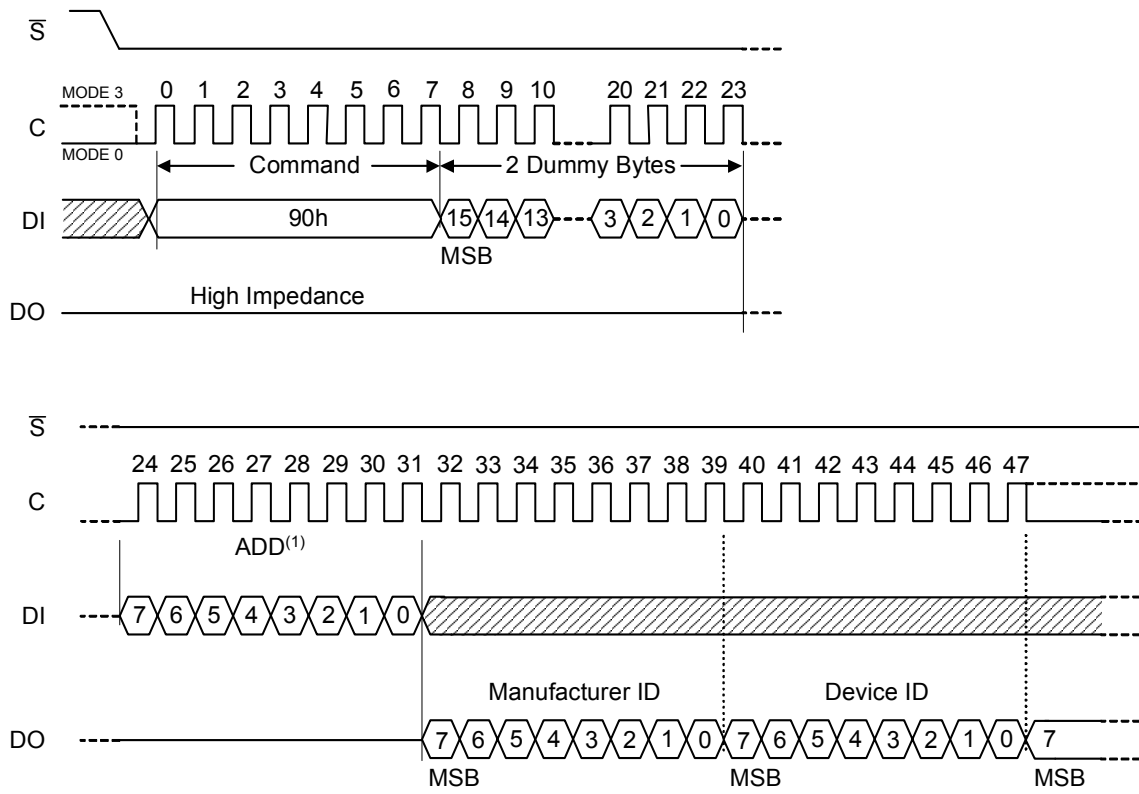 S
MODE 3
0 1 2 3 4 5 6 7 8 9 10 20 21 22 23
C
MODE 0
Command 2 Dummy Bytes
DI 90h 15 14 13 3 2 1 0
MSB
High Impedance
DO
S
24 25 26 27 28 29 30 31 32 33 34 35 36 37 38 39 40 41 42 43 44 45 46 47
C
ADD(1)
DI 7 6 5 4 3 2 1 0
Manufacturer ID Device ID
DO 7 6 5 4 3 2 1 0 7 6 5 4 3 2 1 0 7
MSB MSB MSB